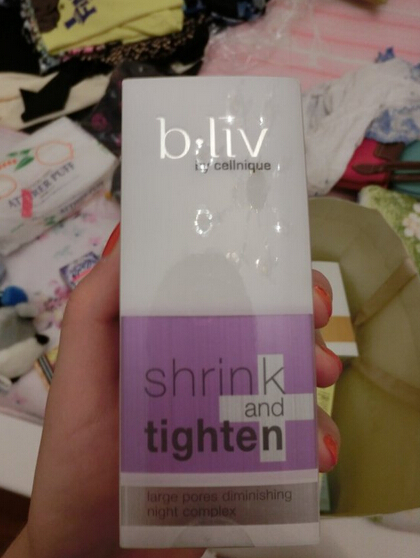 b:liv
by cellnique
shrink
and
tighten
large pores diminishing
night complex